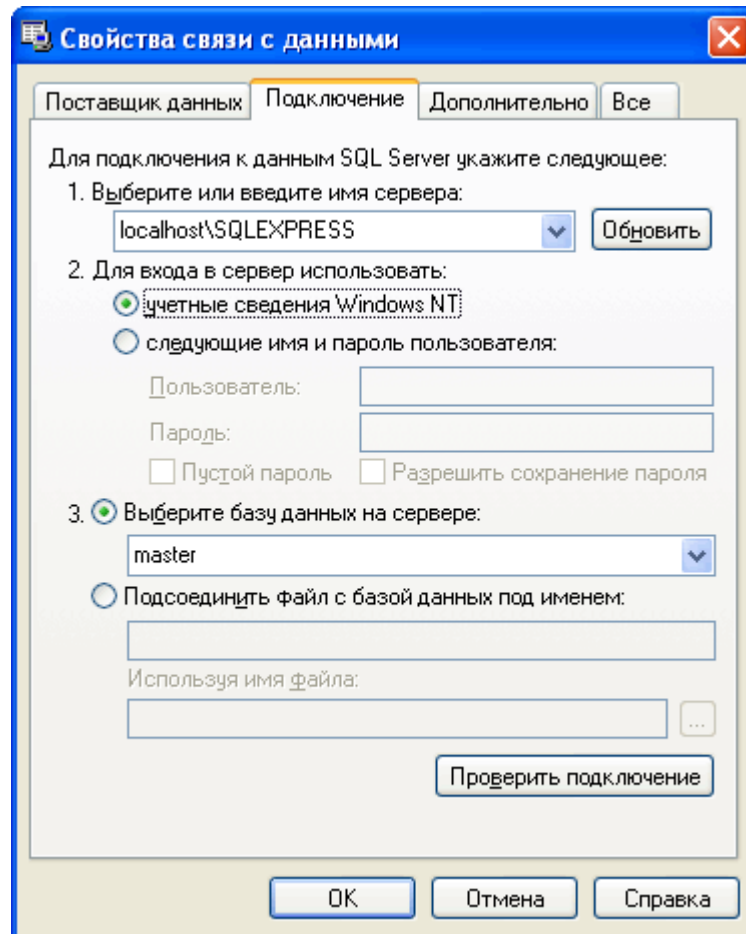 Свойства связи с данными
Поставщик данных Подключение Дополнительно Все
Для подключения к данным SQL Server укажите следующее:
1. Выберите или введите имя сервера:
localhost\SQLEXPRESS Обновить
2. Для входа в сервер использовать:
учетные сведения Windows NT
следующие имя и пароль пользователя:
Пользователь:
Пароль:
Пустой пароль Разрешить сохранение пароля
3. Выберите базу данных на сервере:
master
Подсоединить файл с базой данных под именем:
Используя имя файла:
...
Проверить подключение
OK Отмена Справка